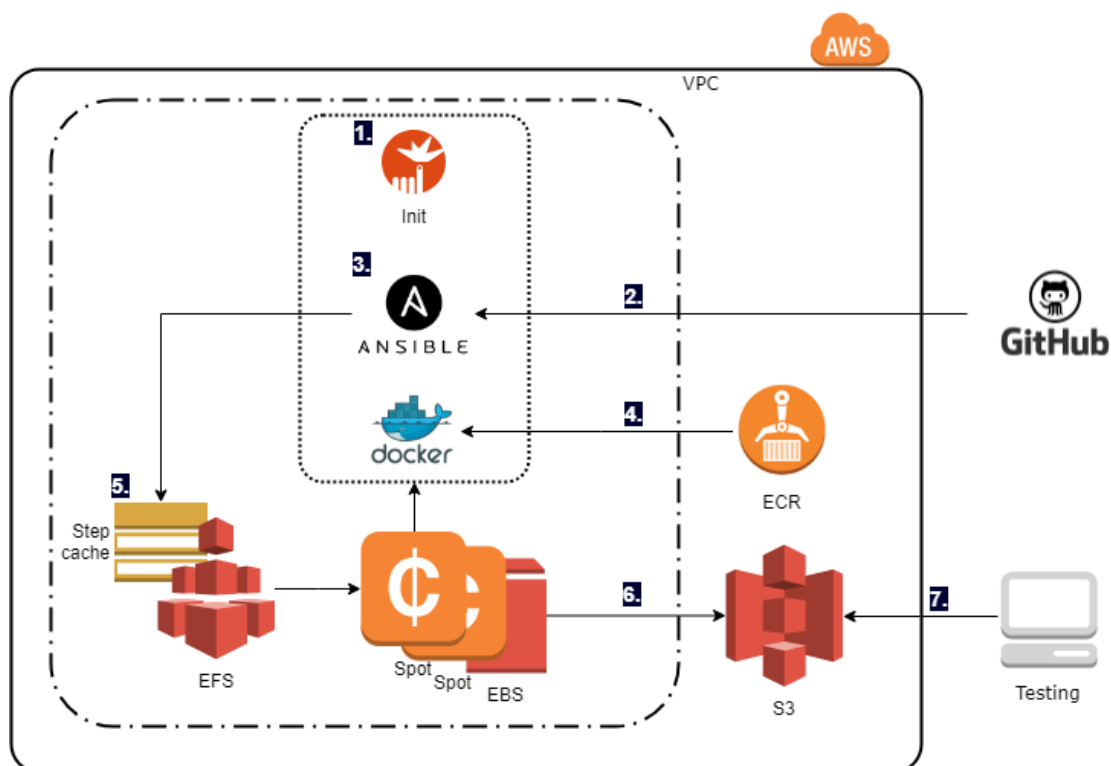 AWS
VPC
1.
Init
3.
2.
ANSIBLE
GitHub
4.
docker
ECR
5.
Step
cache
6.
7.
EFS
Spot
Spot
EBS
S3
Testing